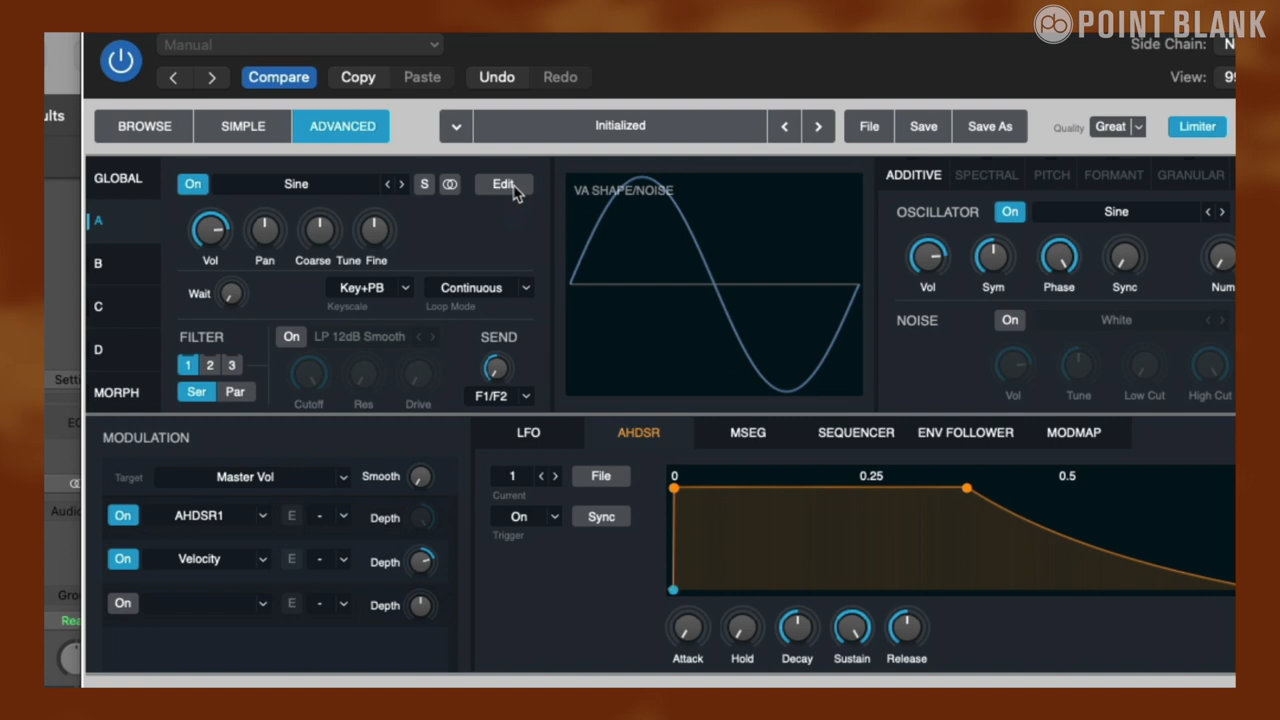 POINT BLANK
Manual
Side Chain:
Compare Copy Paste Undo Redo
View:
BROWSE SIMPLE ADVANCED Initialized File Save Save As Quality Great Limiter
GLOBAL On Sine S Edit
VA SHAPE/NOISE
ADDITIVE SPECTRAL PITCH FORMANT GRANULAR
A
OSCILLATOR On Sine
Vol Pan Coarse Tune Fine
B
Vol Sym Phase Sync Num
Wait Key+PB Continuous
Keyscale Loop Mode
C
NOISE On White
FILTER On LP 12dB Smooth SEND
D
1 2 3
MORPH Ser Par F1/F2
Cutoff Res Drive
Vol Tune Low Cut High Cut
MODULATION
LFO AHDSR MSEG SEQUENCER ENV FOLLOWER MODMAP
Target Master Vol Smooth
1 File
Current
0 0.25 0.5
On AHDSR1 E - Depth
On Sync
Trigger
On Velocity E - Depth
On E - Depth
Attack Hold Decay Sustain Release